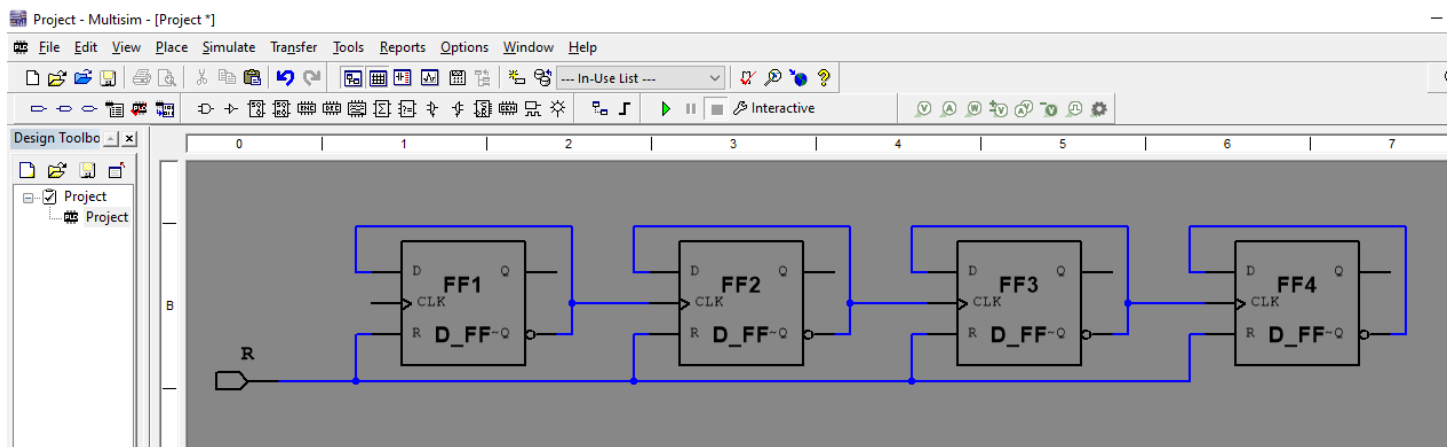 Project - Multisim - [Project *]
File Edit View Place Simulate Transfer Tools Reports Options Window Help
--- In-Use List ---
Interactive
Design Toolbo
0 1 2 3 4 5 6 7
Project
Project
B
D Q D Q D Q D Q
FF1 FF2 FF3 FF4
CLK CLK CLK CLK
R D_FF ~Q R D_FF ~Q R D_FF ~Q R D_FF ~Q
R